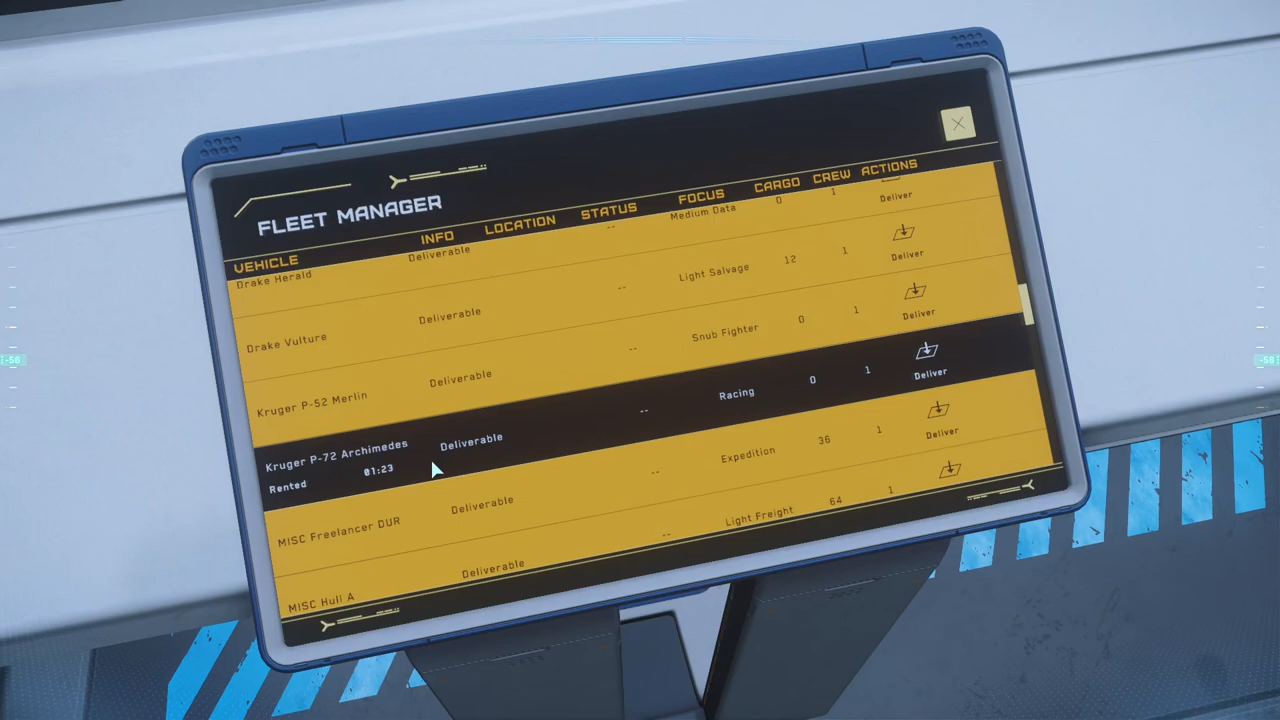 FLEET MANAGER
VEHICLE INFO LOCATION STATUS FOCUS CARGO CREW ACTIONS
Drake Herald Deliverable -- Medium Data 0 1 Deliver
Drake Vulture Deliverable -- Light Salvage 12 1 Deliver
Kruger P-52 Merlin Deliverable -- Snub Fighter 0 1 Deliver
Kruger P-72 Archimedes Deliverable -- Racing 0 1 Deliver
Rented 01:23
MISC Freelancer DUR Deliverable -- Expedition 36 1 Deliver
MISC Hull A Deliverable -- Light Freight 64 1
-56
-56